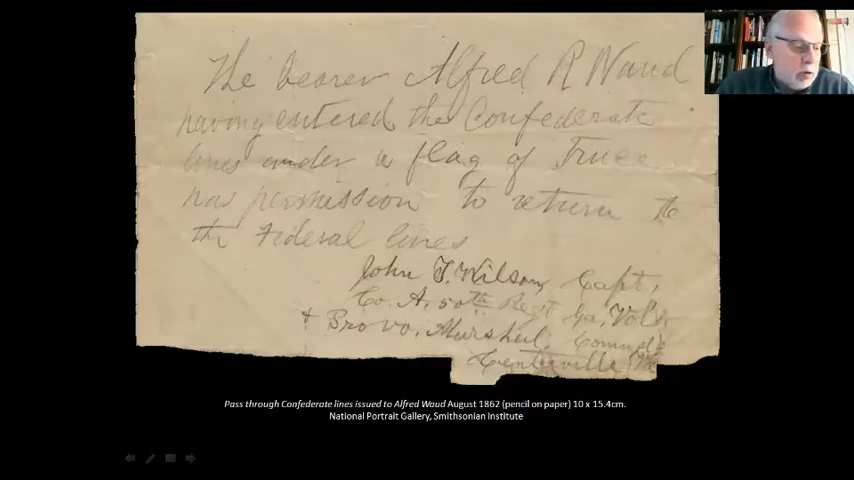 The bearer Alfred R Waud
having entered the Confederate
lines under a flag of Truce
has permission to return to
the Federal lines
John T. Wilson, Capt,
Co. A, 50th Regt Ga, Vols,
+ Provo, Marshal, Commdg
Centreville Va
Pass through Confederate lines issued to Alfred Waud August 1862 (pencil on paper) 10 x 15.4cm.
National Portrait Gallery, Smithsonian Institute